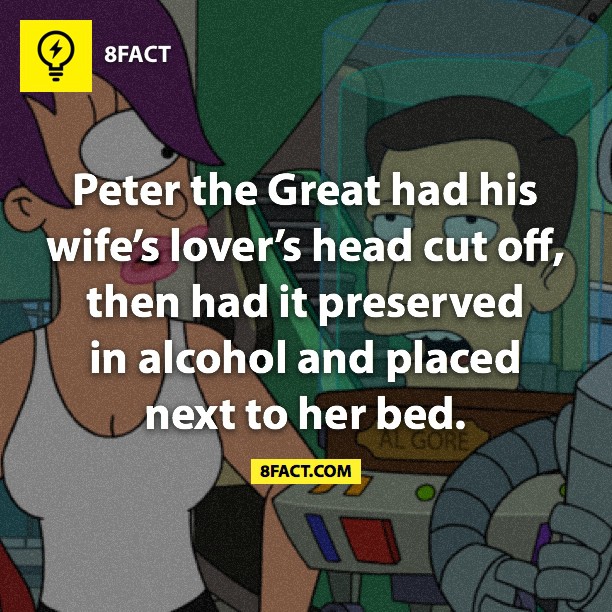 8FACT
Peter the Great had his
wife's lover's head cut off,
then had it preserved
in alcohol and placed
next to her bed.
AL GORE
8FACT.COM